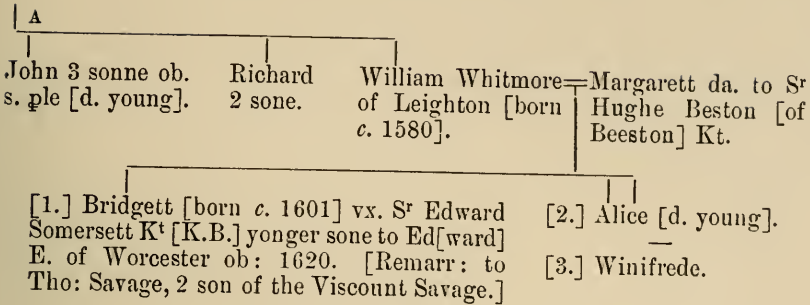 A
John 3 sonne ob.
s. ꝑle [d. young].
Richard
2 sone.
William Whitmore=Margarett da. to Sʳ
of Leighton [born
c. 1580].
Hughe Beston [of
Beeston] Kt.
[1.] Bridgett [born c. 1601] vx. Sʳ Edward
Somersett Kᵗ [K.B.] yonger sone to Ed[ward]
E. of Worcester ob: 1620. [Remarr: to
Tho: Savage, 2 son of the Viscount Savage.]
[2.] Alice [d. young].
[3.] Winifrede.